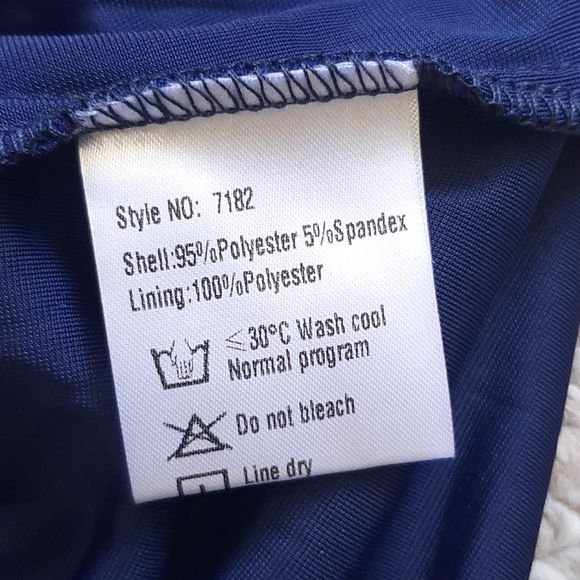 Style NO: 7182
Shell:95%Polyester 5%Spandex
Lining:100%Polyester
≤30°C Wash cool
Normal program
Do not bleach
Line dry